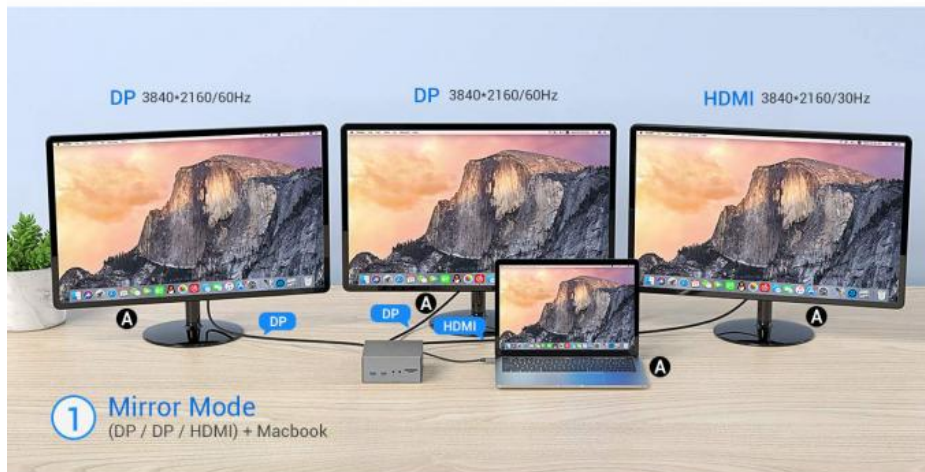 DP 3840*2160/60Hz
DP 3840*2160/60Hz
HDMI 3840*2160/30Hz
A
A
A
DP
DP
HDMI
A
1 Mirror Mode
(DP / DP / HDMI) + Macbook